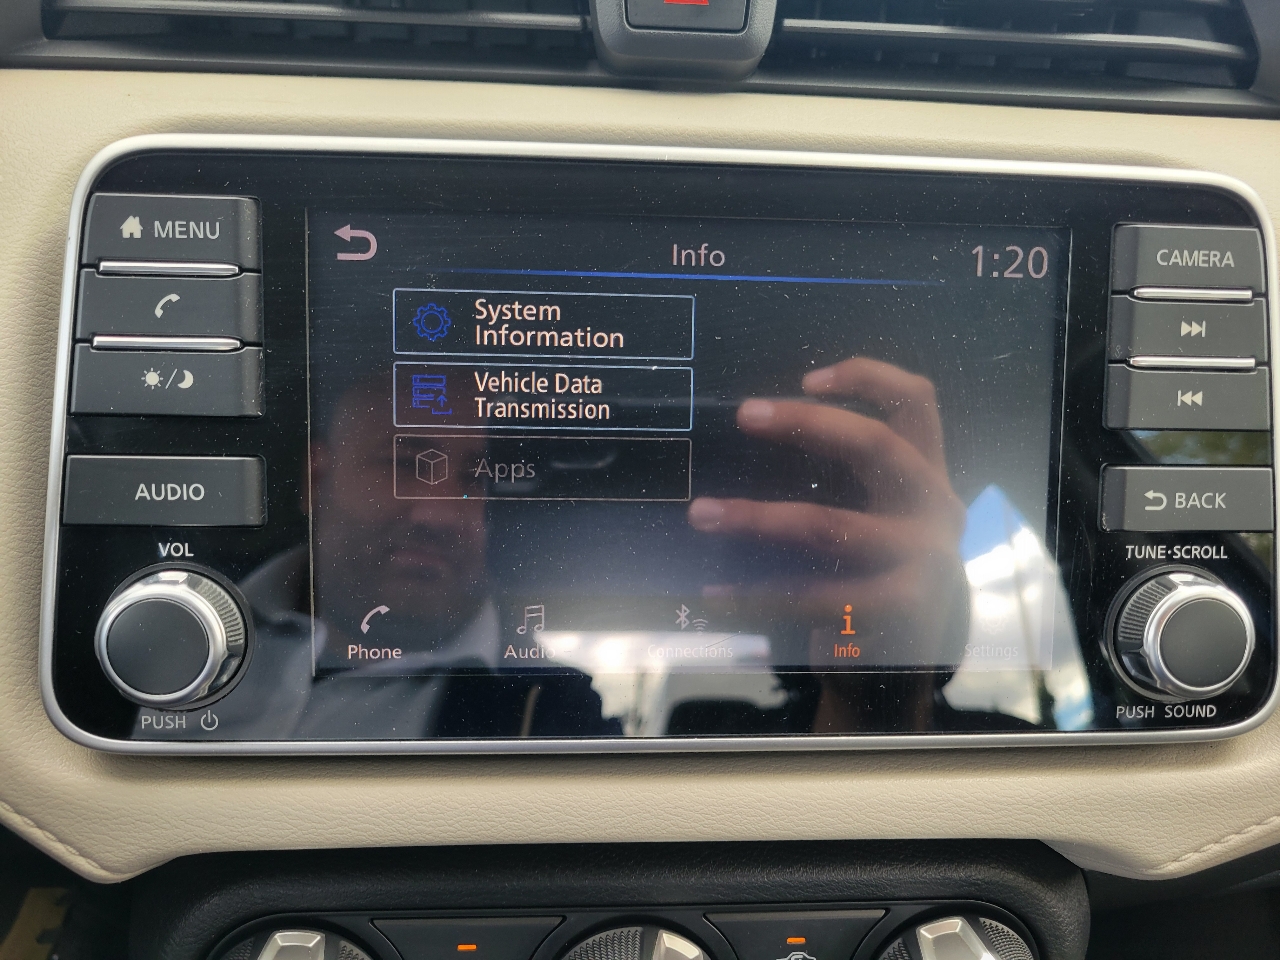 MENU
AUDIO
VOL
PUSH
Info
1:20
System
Information
Vehicle Data
Transmission
Apps
Phone
Audio
Connections
Info
Settings
CAMERA
BACK
TUNE·SCROLL
PUSH SOUND